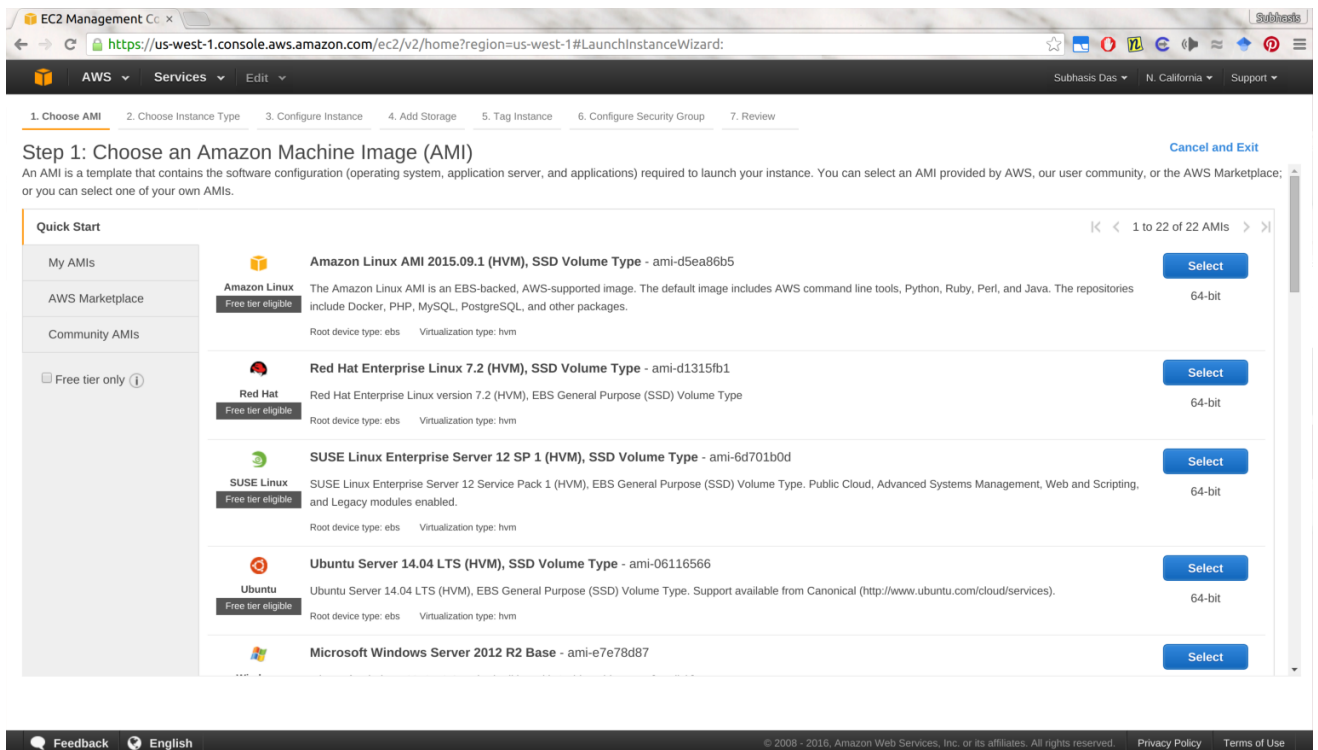 EC2 Management Co
Subhasis
https://us-west-1.console.aws.amazon.com/ec2/v2/home?region=us-west-1#LaunchInstanceWizard:
AWS Services Edit Subhasis Das N. California Support
1. Choose AMI 2. Choose Instance Type 3. Configure Instance 4. Add Storage 5. Tag Instance 6. Configure Security Group 7. Review
Step 1: Choose an Amazon Machine Image (AMI)
Cancel and Exit
An AMI is a template that contains the software configuration (operating system, application server, and applications) required to launch your instance. You can select an AMI provided by AWS, our user community, or the AWS Marketplace;
or you can select one of your own AMIs.
Quick Start
1 to 22 of 22 AMIs
My AMIs
AWS Marketplace
Community AMIs
Free tier only
Amazon Linux
Free tier eligible
Amazon Linux AMI 2015.09.1 (HVM), SSD Volume Type - ami-d5ea86b5
The Amazon Linux AMI is an EBS-backed, AWS-supported image. The default image includes AWS command line tools, Python, Ruby, Perl, and Java. The repositories
include Docker, PHP, MySQL, PostgreSQL, and other packages.
Root device type: ebs Virtualization type: hvm
Select
64-bit
Red Hat
Free tier eligible
Red Hat Enterprise Linux 7.2 (HVM), SSD Volume Type - ami-d1315fb1
Red Hat Enterprise Linux version 7.2 (HVM), EBS General Purpose (SSD) Volume Type
Root device type: ebs Virtualization type: hvm
Select
64-bit
SUSE Linux
Free tier eligible
SUSE Linux Enterprise Server 12 SP 1 (HVM), SSD Volume Type - ami-6d701b0d
SUSE Linux Enterprise Server 12 Service Pack 1 (HVM), EBS General Purpose (SSD) Volume Type. Public Cloud, Advanced Systems Management, Web and Scripting,
and Legacy modules enabled.
Root device type: ebs Virtualization type: hvm
Select
64-bit
Ubuntu
Free tier eligible
Ubuntu Server 14.04 LTS (HVM), SSD Volume Type - ami-06116566
Ubuntu Server 14.04 LTS (HVM), EBS General Purpose (SSD) Volume Type. Support available from Canonical (http://www.ubuntu.com/cloud/services).
Root device type: ebs Virtualization type: hvm
Select
64-bit
Microsoft Windows Server 2012 R2 Base - ami-e7e78d87
Select
Feedback English © 2008 - 2016, Amazon Web Services, Inc. or its affiliates. All rights reserved. Privacy Policy Terms of Use